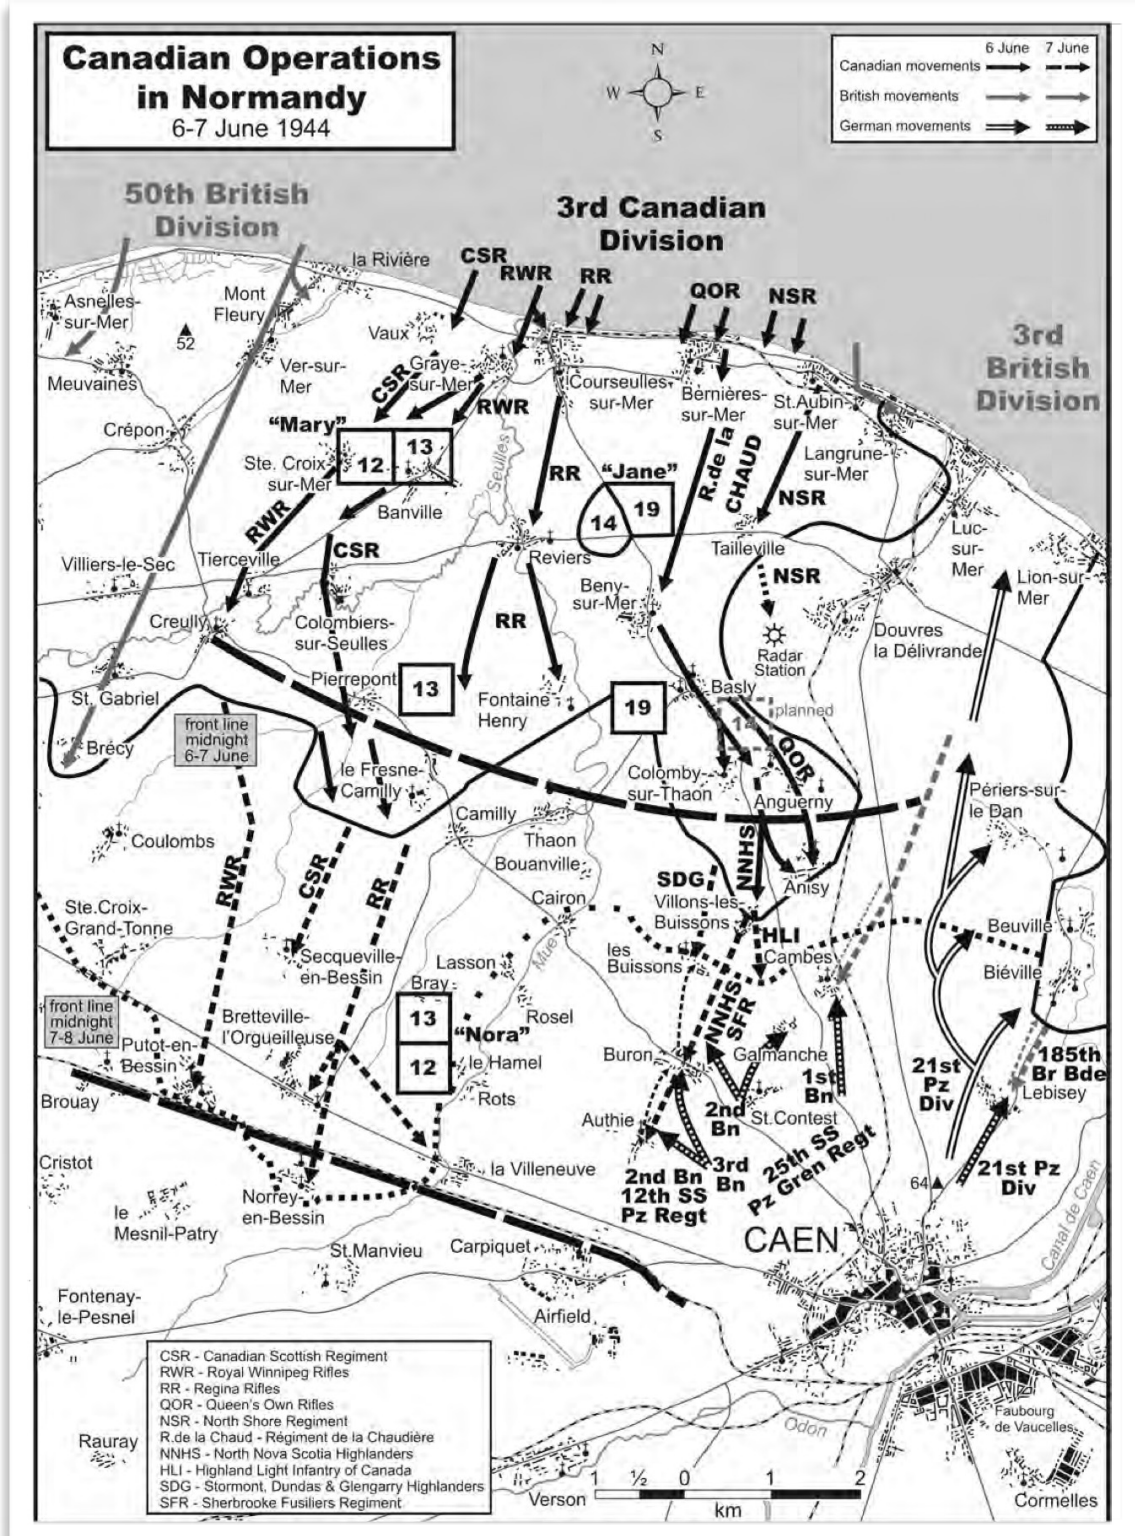 Canadian Operations
in Normandy
6-7 June 1944
N
W
E
S
6 June
7 June
Canadian movements
British movements
German movements
50th British
Division
3rd Canadian
Division
3rd
British
Division
la Rivière
CSR
RWR
RR
QOR
NSR
Asnelles-
sur-Mer
Mont
Fleury
52
Vaux
Meuvaines
Ver-sur-
Mer
Graye-
sur-Mer
CSR
RWR
Courseulles-
sur-Mer
Bernières-
sur-Mer
St.Aubin-
sur-Mer
Crépon
"Mary"
12
13
Ste. Croix-
sur-Mer
Banville
Seulles
RR
"Jane"
14
19
R.de la
CHAUD
Langrune-
sur-Mer
NSR
RWR
CSR
Villiers-le-Sec
Tierceville
Reviers
Tailleville
Luc-
sur-
Mer
Lion-sur-
Mer
Creully
Colombiers-
sur-Seulles
RR
Beny-
sur-Mer
NSR
Radar
Station
Douvres
la Délivrande
St. Gabriel
Pierrepont
13
Fontaine
Henry
19
Basly
14
planned
front line
midnight
6-7 June
Brécy
le Fresne-
Camilly
QOR
Colomby-
sur-Thaon
Anguerny
Périers-sur-
le Dan
Coulombs
Camilly
Thaon
NNHS
RWR
CSR
RR
Bouanville
SDG
Anisy
Ste.Croix-
Grand-Tonne
Cairon
Villons-les-
Buissons
HLI
Cambes
Beuville
Secqueville-
en-Bessin
Lasson
Mue
les
Buissons
Biéville
Bray
13
12
"Nora"
Rosel
NNHS
SFR
front line
midnight
7-8 June
Bretteville-
l'Orgueilleuse
Putot-en-
Bessin
le Hamel
Buron
Galmanche
1st
Bn
21st
Pz
Div
185th
Br Bde
Lebisey
Brouay
Rots
Authie
2nd
Bn
St.Contest
Cristot
la Villeneuve
2nd Bn
12th SS
Pz Regt
3rd
Bn
25th SS
Pz Gren Regt
64
21st Pz
Div
Norrey-
en-Bessin
le
Mesnil-Patry
St.Manvieu
Carpiquet
CAEN
Canal de Caen
Fontenay-
le-Pesnel
Airfield
CSR - Canadian Scottish Regiment
RWR - Royal Winnipeg Rifles
RR - Regina Rifles
QOR - Queen's Own Rifles
NSR - North Shore Regiment
R.de la Chaud - Régiment de la Chaudière
NNHS - North Nova Scotia Highlanders
HLI - Highland Light Infantry of Canada
SDG - Stormont, Dundas & Glengarry Highlanders
SFR - Sherbrooke Fusiliers Regiment
Rauray
Odon
Faubourg
de Vaucelles
Verson
1
½
0
1
2
km
Cormelles